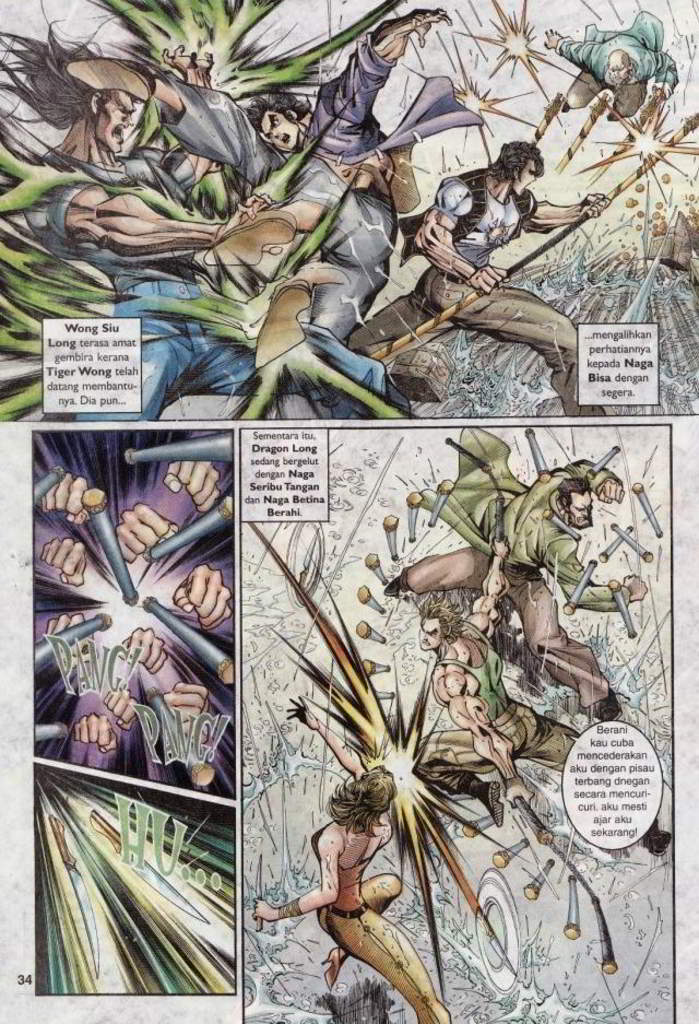 Wong Siu
Long terasa amat
gembira kerana
Tiger Wong telah
datang membantu-
nya. Dia pun...
...mengalihkan
perhatiannya
kepada Naga
Bisa dengan
segera.
PANG!
PANG!
HU...
Sementara itu,
Dragon Long
sedang bergelut
dengan Naga
Seribu Tangan
dan Naga Betina
Berahi.
Berani
kau cuba
mencederakan
aku dengan pisau
terbang dnegan
secara mencuri-
curi. aku mesti
ajar aku
sekarang!
34